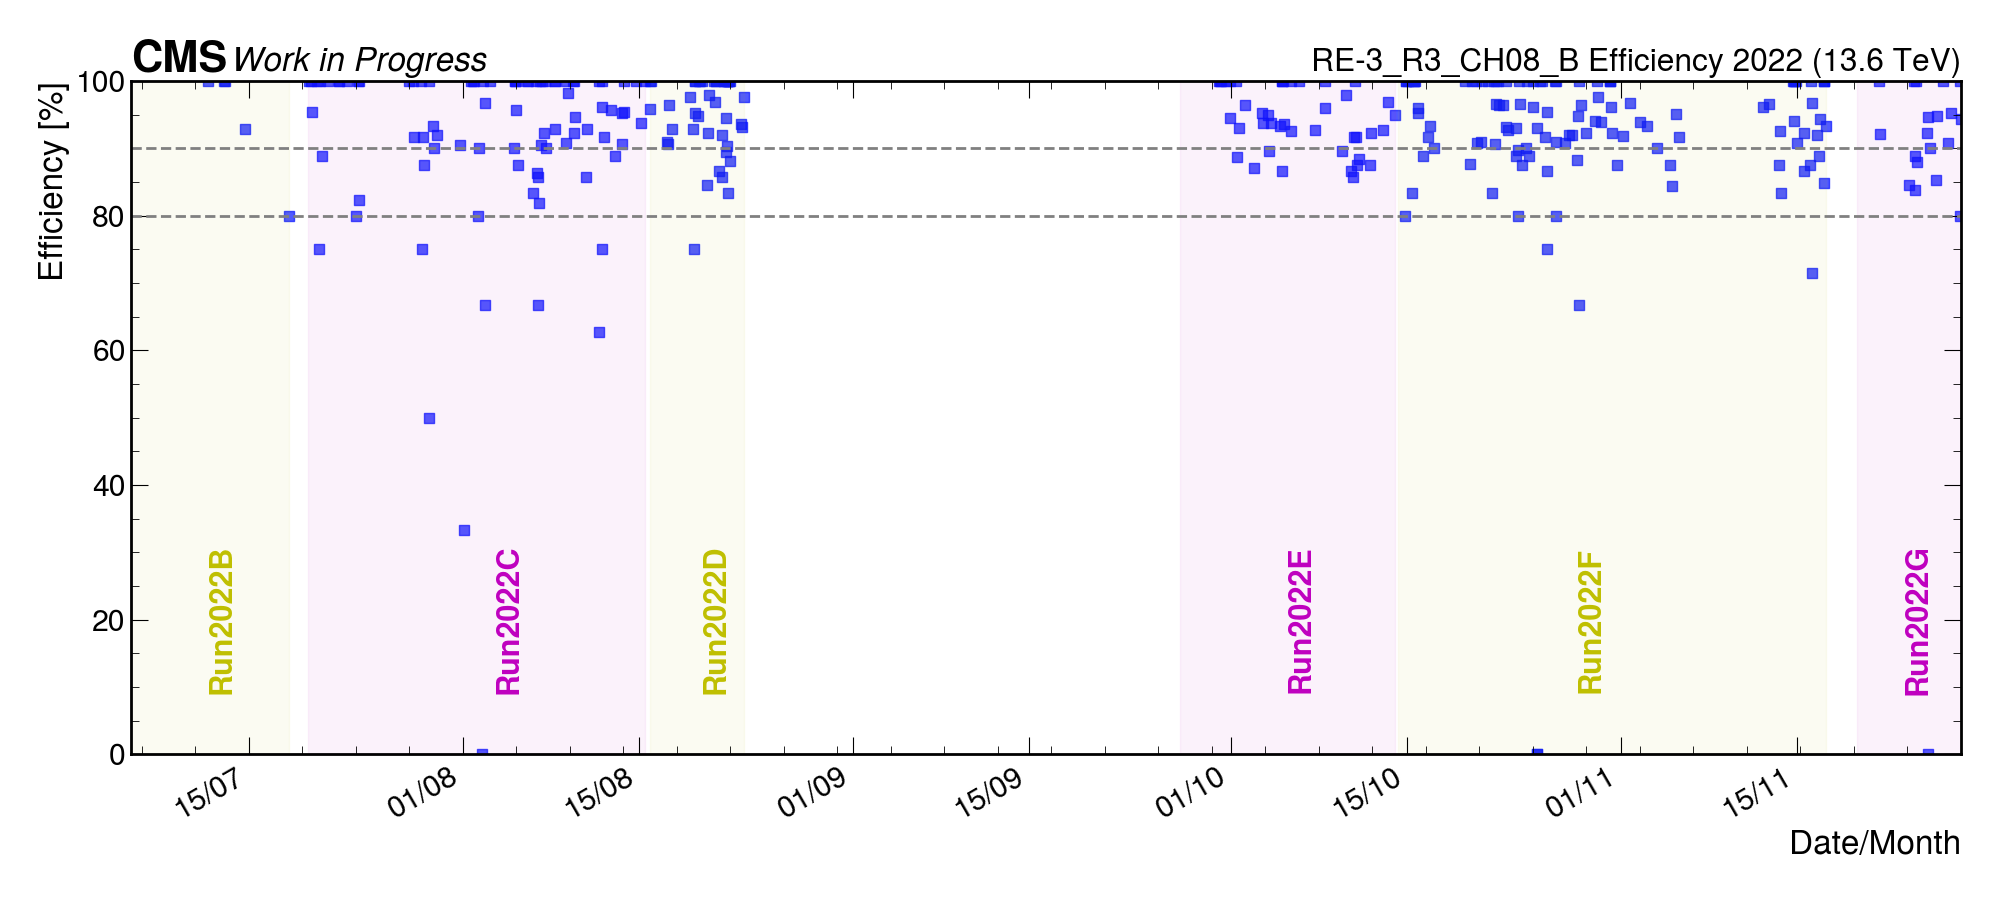 CMS Work in Progress
RE-3_R3_CH08_B Efficiency 2022 (13.6 TeV)
Efficiency [%]
100
80
60
40
20
0
Run2022B
Run2022C
Run2022D
Run2022E
Run2022F
Run2022G
15/07
01/08
15/08
01/09
15/09
01/10
15/10
01/11
15/11
Date/Month